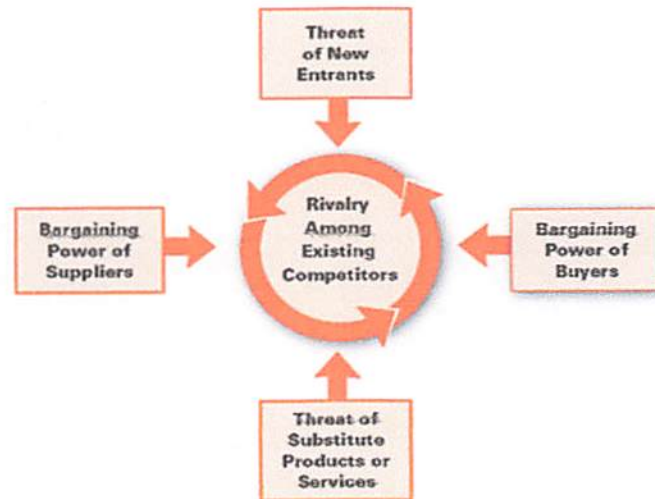 Threat
of New
Entrants
Bargaining
Power of
Suppliers
Rivalry
Among
Existing
Competitors
Bargaining
Power of
Buyers
Threat of
Substitute
Products or
Services